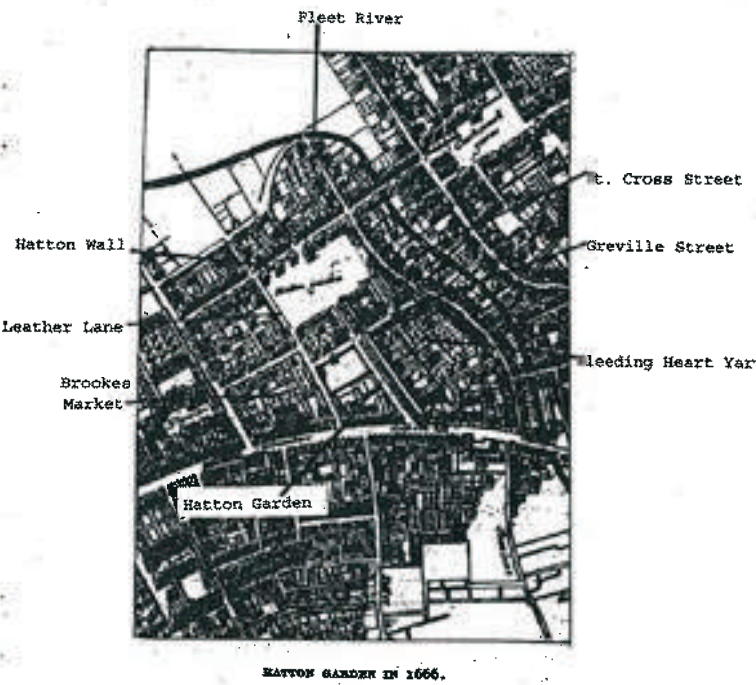 Fleet River
t. Cross Street
Hatton Wall
Greville Street
Leather Lane
leeding Heart Yar
Brookes
Market
Hatton Garden
HATTON GARDEN IN 1666.